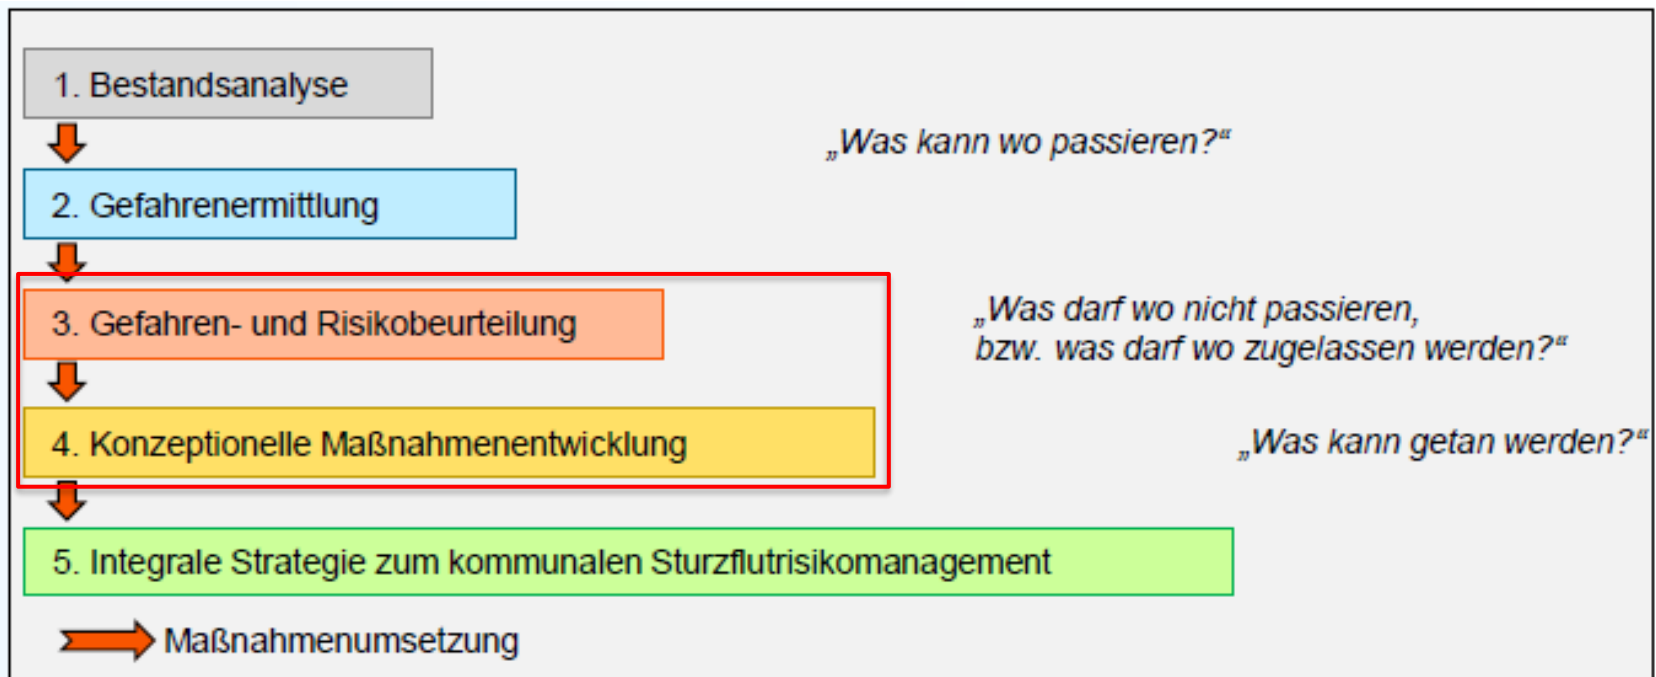 1. Bestandsanalyse
„Was kann wo passieren?“
2. Gefahrenermittlung
3. Gefahren- und Risikobeurteilung
„Was darf wo nicht passieren,
bzw. was darf wo zugelassen werden?“
4. Konzeptionelle Maßnahmenentwicklung
„Was kann getan werden?“
5. Integrale Strategie zum kommunalen Sturzflutrisikomanagement
Maßnahmenumsetzung